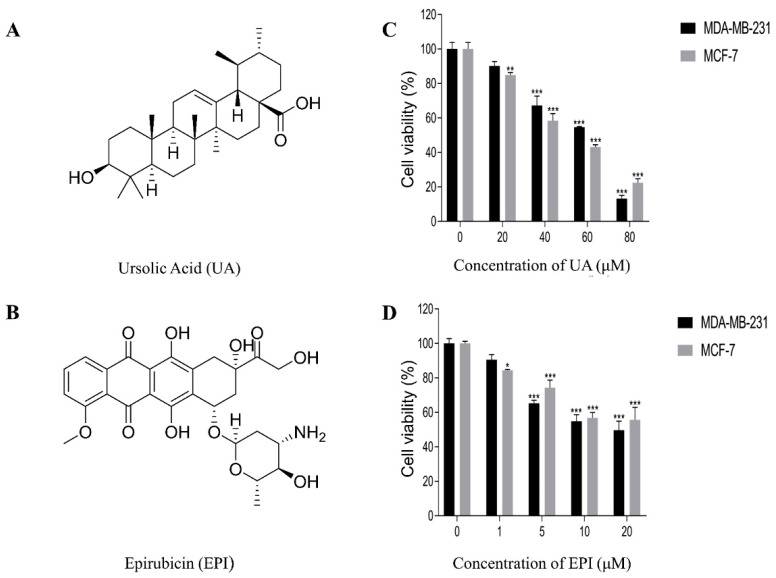 A
H
H
H
HO
O
OH
Ursolic Acid (UA)
B
O
OH
OH
O
OH
O
O
OH
O
H
NH₂
O
OH
Epirubicin (EPI)
C
MDA-MB-231
MCF-7
Cell viability (%)
120
100
80
60
40
20
0
**
***
***
***
***
***
***
0
20
40
60
80
Concentration of UA (μM)
D
MDA-MB-231
MCF-7
Cell viability (%)
120
100
80
60
40
20
0
*
***
***
***
***
***
***
0
1
5
10
20
Concentration of EPI (μM)